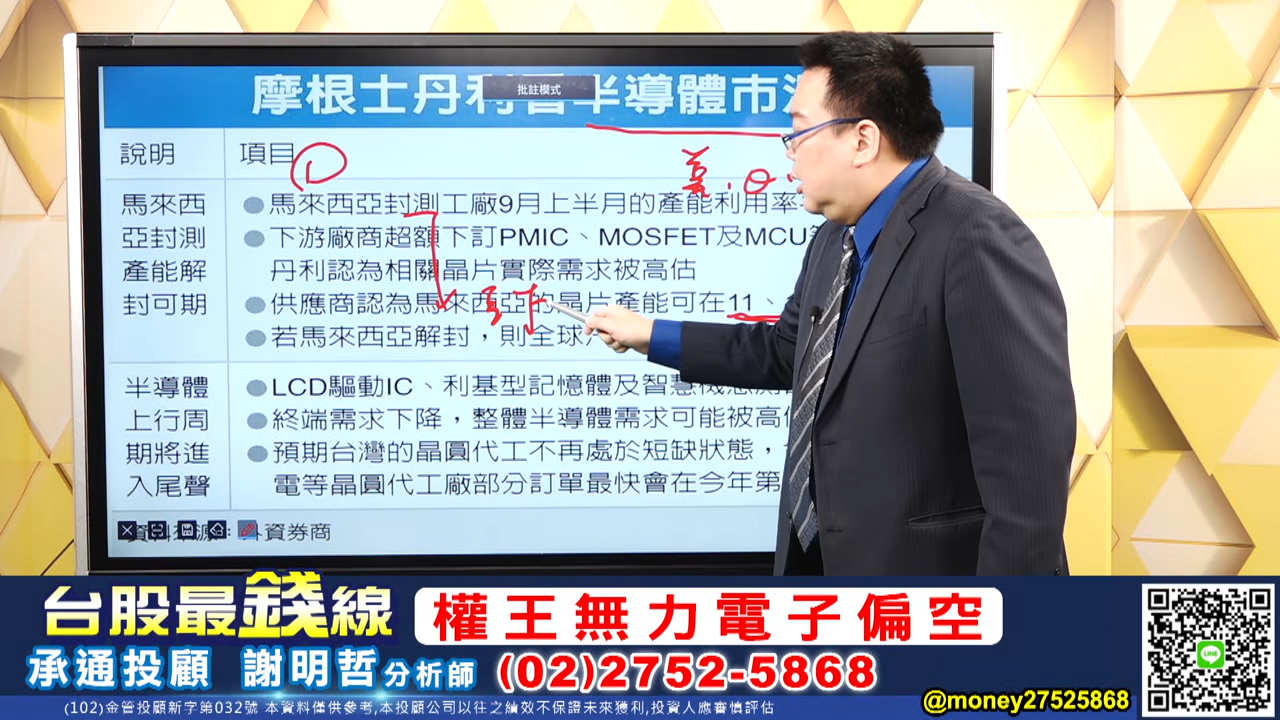 摩根士丹利看半導體市況
批註模式
說明 項目
馬來西亞封測產能解封可期
●馬來西亞封測工廠9月上半月的產能利用率
●下游廠商超額下訂PMIC、MOSFET及MCU
丹利認為相關晶片實際需求被高估
●供應商認為馬來西亞的晶片產能可在11、
●若馬來西亞解封，則全球
半導體上行周期將進入尾聲
●LCD驅動IC、利基型記憶體及智慧機感測
●終端需求下降，整體半導體需求可能被高估
●預期台灣的晶圓代工不再處於短缺狀態，
電等晶圓代工廠部分訂單最快會在今年第
資料來源：外資券商
台股最錢線
權王無力電子偏空
承通投顧 謝明哲分析師 (02)2752-5868
LINE
(102)金管投顧新字第032號 本資料僅供參考,本投顧公司以往之績效不保證未來獲利,投資人應審慎評估
@money27525868